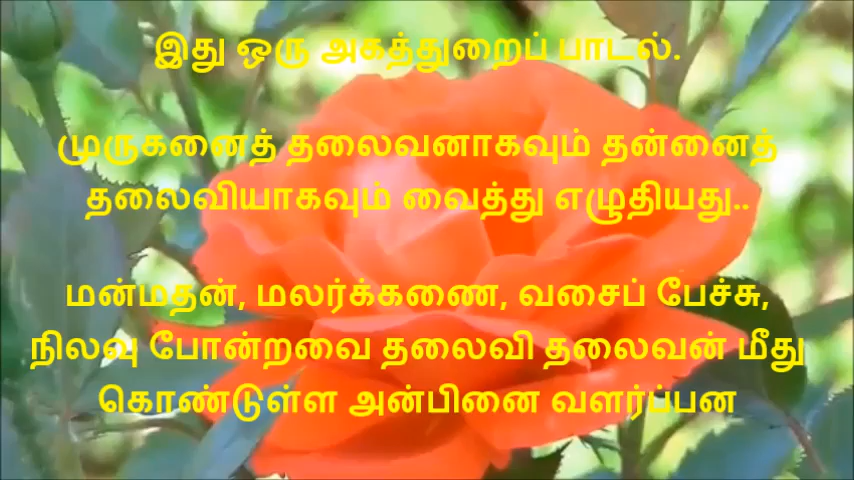 இது ஒரு அகத்துறைப் பாடல்.
முருகனைத் தலைவனாகவும் தன்னைத்
தலைவியாகவும் வைத்து எழுதியது..
மன்மதன், மலர்க்கணை, வசைப் பேச்சு,
நிலவு போன்றவை தலைவி தலைவன் மீது
கொண்டுள்ள அன்பினை வளர்ப்பன